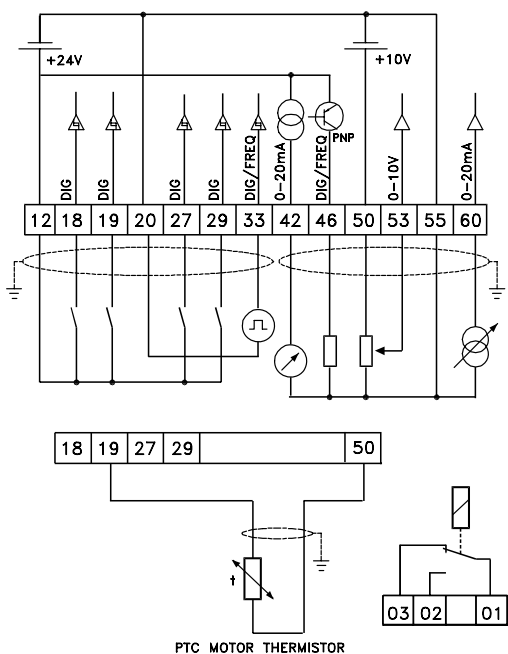 +24V
+10V
PNP
DIG
DIG
DIG
DIG
DIG/FREQ
0-20mA
DIG/FREQ
0-10V
0-20mA
12 18 19 20 27 29 33 42 46 50 53 55 60
18 19 27 29 50
t
03 02 01
PTC MOTOR THERMISTOR